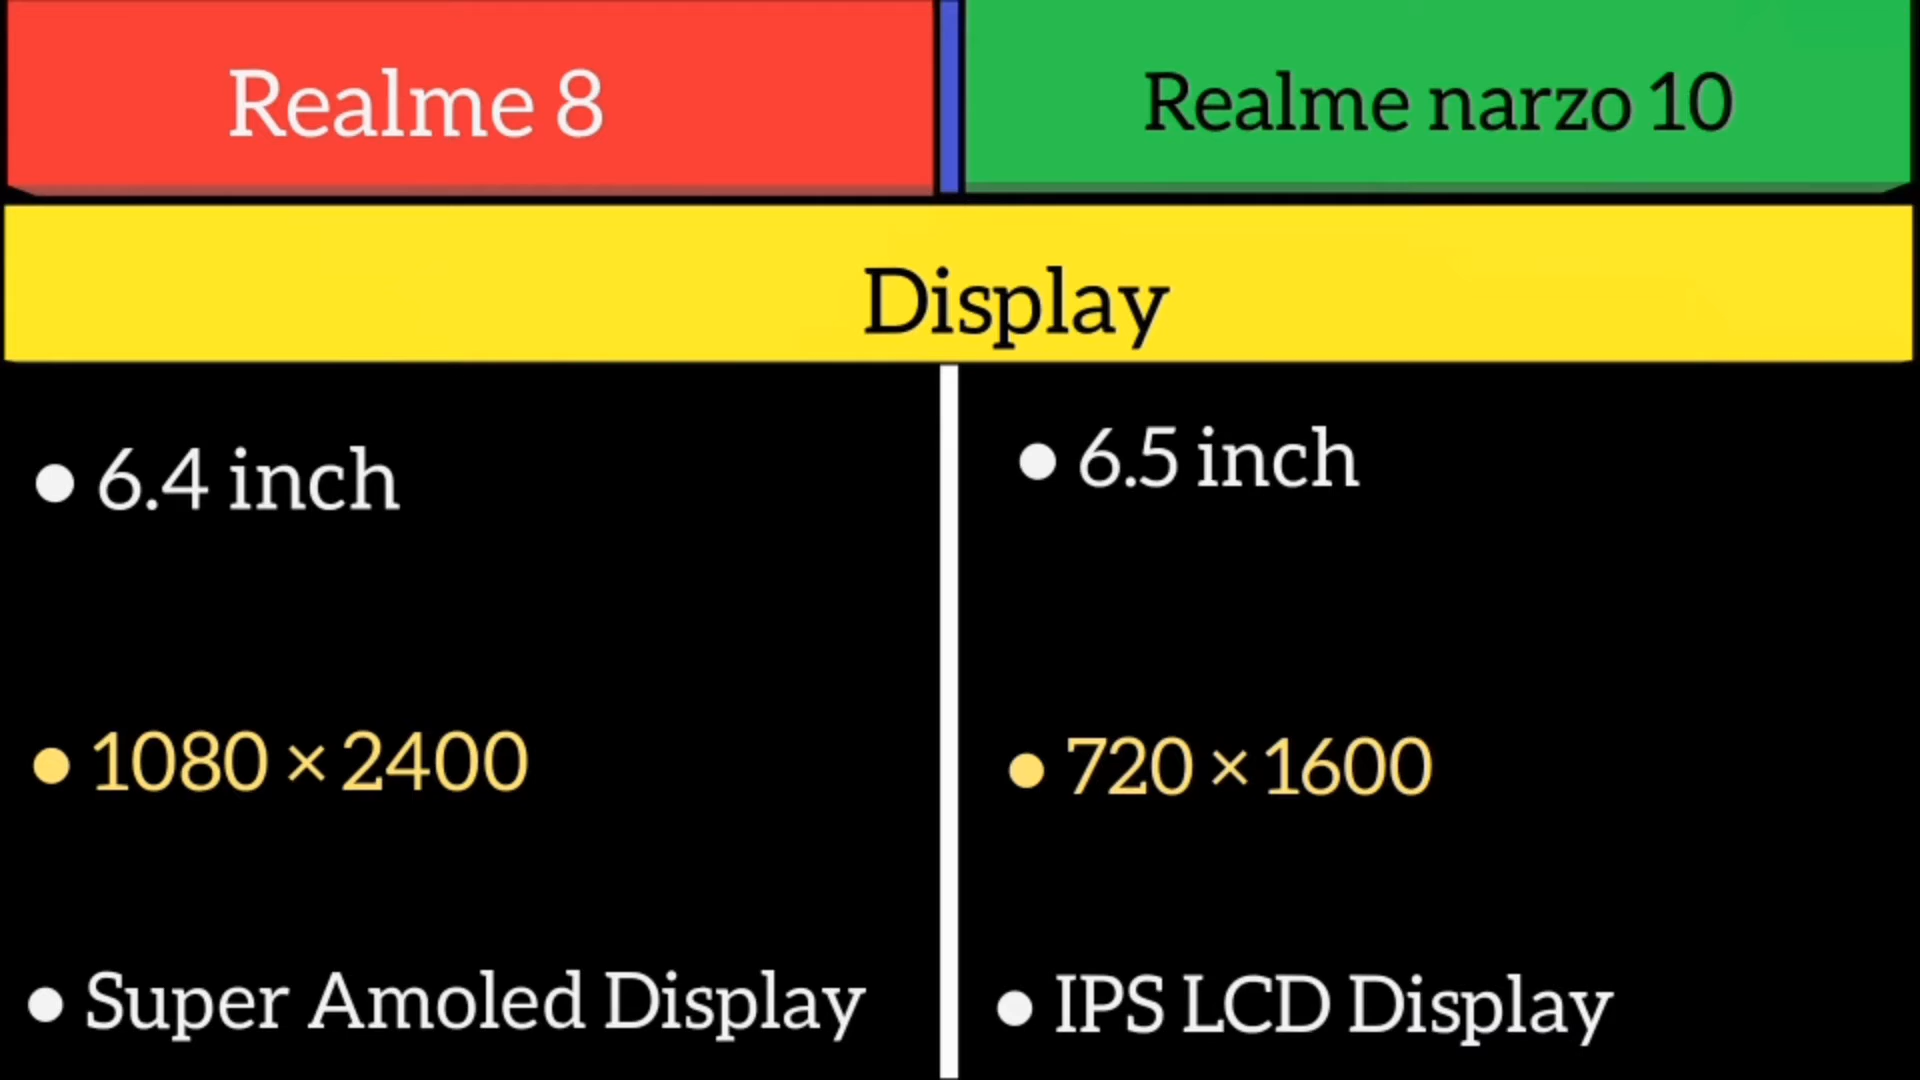 Realme 8
Realme narzo 10
Display
● 6.4 inch
● 6.5 inch
● 1080 × 2400
● 720 × 1600
● Super Amoled Display
● IPS LCD Display